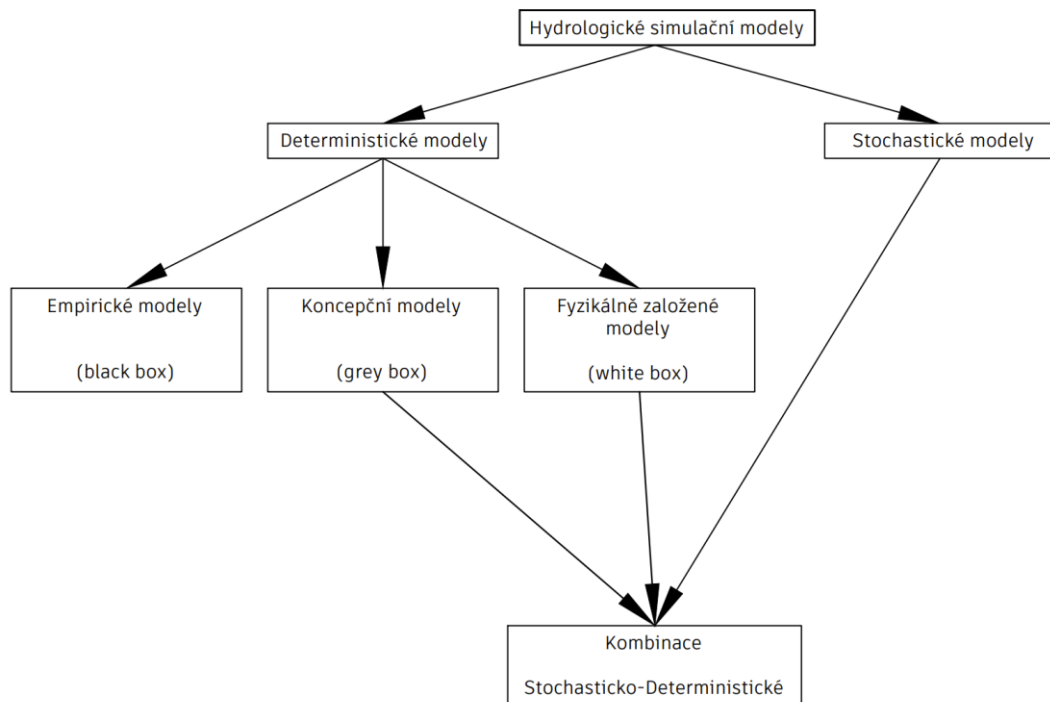 Hydrologické simulační modely
Deterministické modely
Stochastické modely
Empirické modely
(black box)
Koncepční modely
(grey box)
Fyzikálně založené
modely
(white box)
Kombinace
Stochasticko-Deterministické